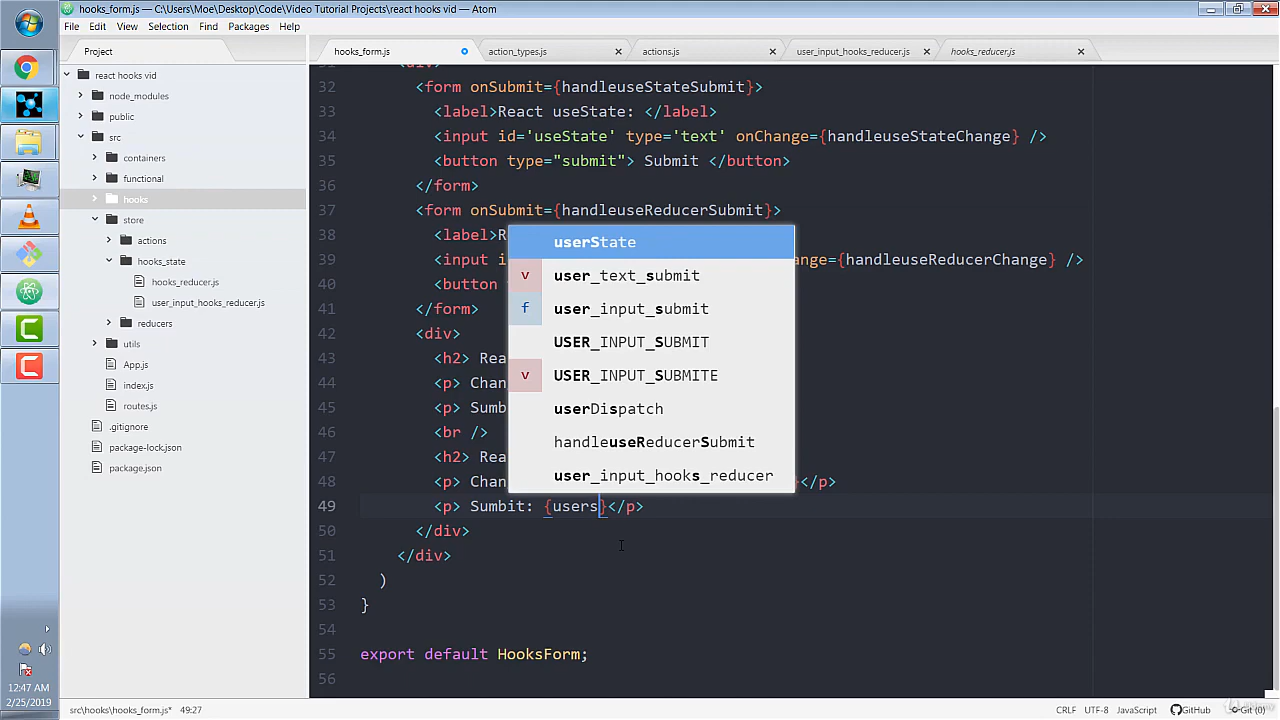 hooks_form.js — C:\Users\Moe\Desktop\Code\Video Tutorial Projects\react hooks vid — Atom
File Edit View Selection Find Packages Help
Project
hooks_form.js
action_types.js
actions.js
user_input_hooks_reducer.js
hooks_reducer.js
react hooks vid
node_modules
public
src
containers
functional
hooks
store
actions
hooks_state
hooks_reducer.js
user_input_hooks_reducer.js
reducers
utils
App.js
index.js
routes.js
.gitignore
package-lock.json
package.json
31 <div>
32 <form onSubmit={handleuseStateSubmit}>
33 <label>React useState: </label>
34 <input id='useState' type='text' onChange={handleuseStateChange} />
35 <button type="submit"> Submit </button>
36 </form>
37 <form onSubmit={handleuseReducerSubmit}>
38 <label>R
39 <input i ange={handleuseReducerChange} />
40 <button
41 </form>
42 <div>
43 <h2> Rea
44 <p> Chan
45 <p> Sumb
46 <br />
47 <h2> Rea
48 <p> Chan }</p>
49 <p> Sumbit: {users}</p>
50 </div>
51 </div>
52 )
53 }
54
55 export default HooksForm;
56
userState
v user_text_submit
f user_input_submit
USER_INPUT_SUBMIT
v USER_INPUT_SUBMITE
userDispatch
handleuseReducerSubmit
user_input_hooks_reducer
12:47 AM
2/25/2019
src\hooks\hooks_form.js* 49:27
CRLF UTF-8 JavaScript GitHub Git (0)